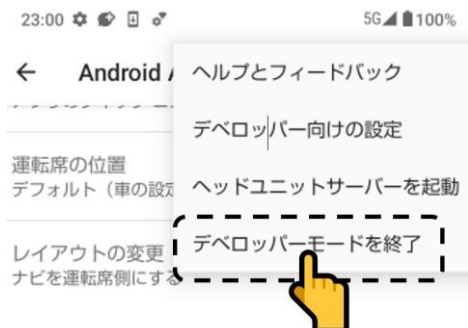 23:00 5G 100%
Android A
ヘルプとフィードバック
デベロッパー向けの設定
ヘッドユニットサーバーを起動
デベロッパーモードを終了
運転席の位置
デフォルト（車の設定
レイアウトの変更
ナビを運転席側にする